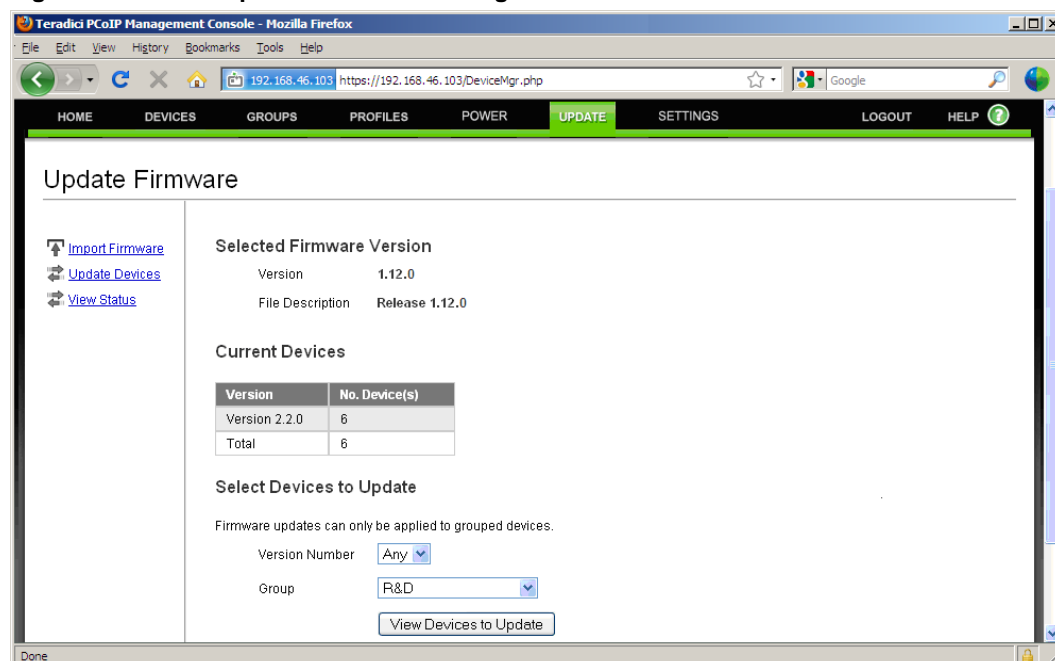 Teradici PCoIP Management Console - Mozilla Firefox
File Edit View History Bookmarks Tools Help
192.168.46.103 https://192.168.46.103/DeviceMgr.php Google
HOME DEVICES GROUPS PROFILES POWER UPDATE SETTINGS LOGOUT HELP ?
Update Firmware
Import Firmware
Update Devices
View Status
Selected Firmware Version
Version 1.12.0
File Description Release 1.12.0
Current Devices
Version No. Device(s)
Version 2.2.0 6
Total 6
Select Devices to Update
Firmware updates can only be applied to grouped devices.
Version Number Any
Group R&D
View Devices to Update
Done